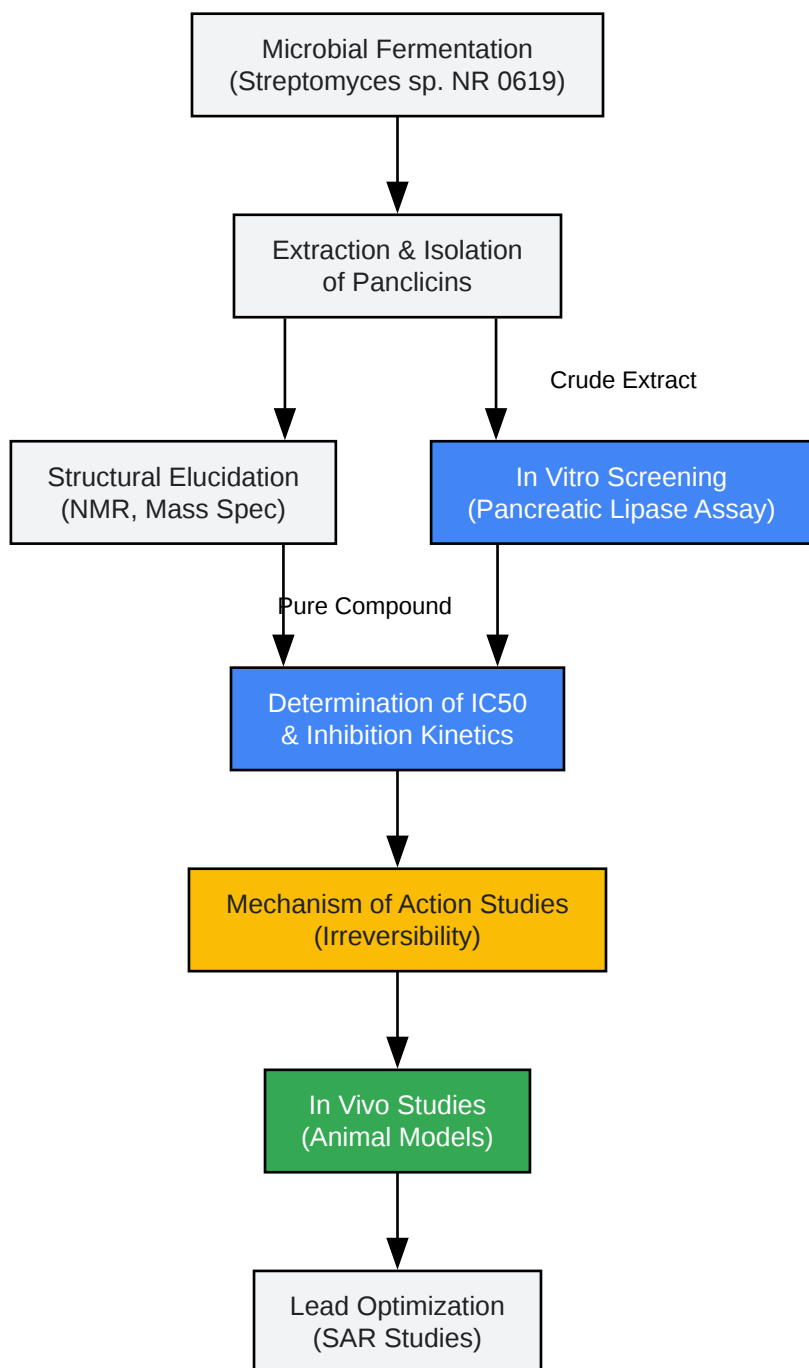 Microbial Fermentation
(Streptomyces sp. NR 0619)
Extraction & Isolation
of Panclicins
Crude Extract
Structural Elucidation
(NMR, Mass Spec)
In Vitro Screening
(Pancreatic Lipase Assay)
Pure Compound
Determination of IC50
& Inhibition Kinetics
Mechanism of Action Studies
(Irreversibility)
In Vivo Studies
(Animal Models)
Lead Optimization
(SAR Studies)